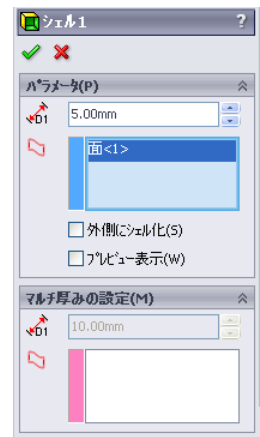 シェル1 ?
パラメータ(P)
D1 5.00mm
面<1>
外側にシェル化(S)
プレビュー表示(W)
マルチ厚みの設定(M)
D1 10.00mm